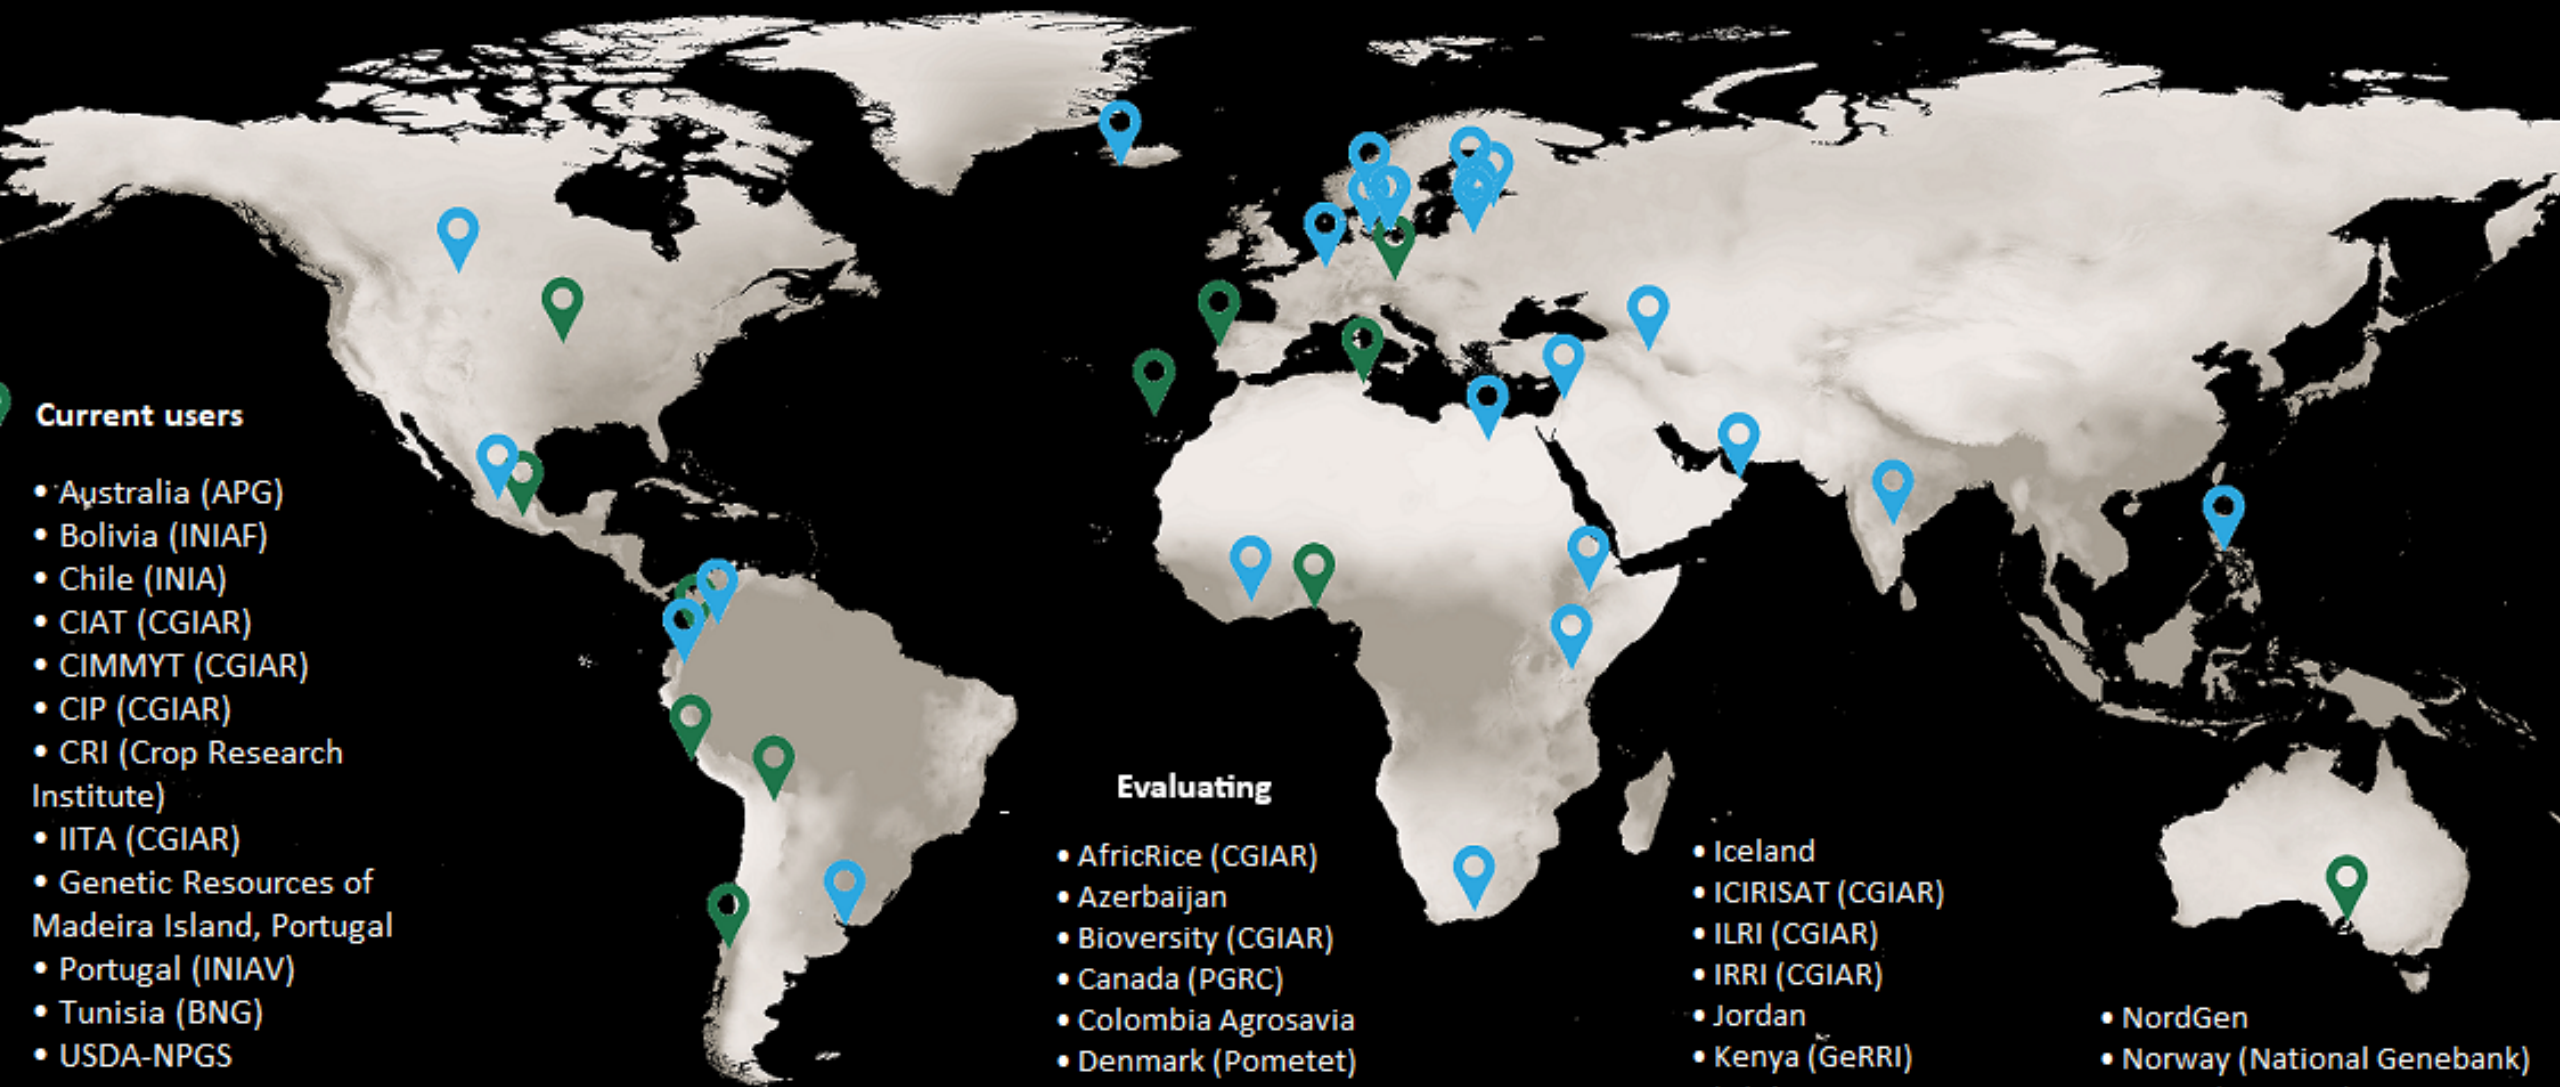 Current users
• Australia (APG)
• Bolivia (INIAF)
• Chile (INIA)
• CIAT (CGIAR)
• CIMMYT (CGIAR)
• CIP (CGIAR)
• CRI (Crop Research
Institute)
• IITA (CGIAR)
• Genetic Resources of
Madeira Island, Portugal
• Portugal (INIAV)
• Tunisia (BNG)
• USDA-NPGS
Evaluating
• AfricRice (CGIAR)
• Azerbaijan
• Bioversity (CGIAR)
• Canada (PGRC)
• Colombia Agrosavia
• Denmark (Pometet)
• Iceland
• ICIRISAT (CGIAR)
• ILRI (CGIAR)
• IRRI (CGIAR)
• Jordan
• Kenya (GeRRI)
• NordGen
• Norway (National Genebank)